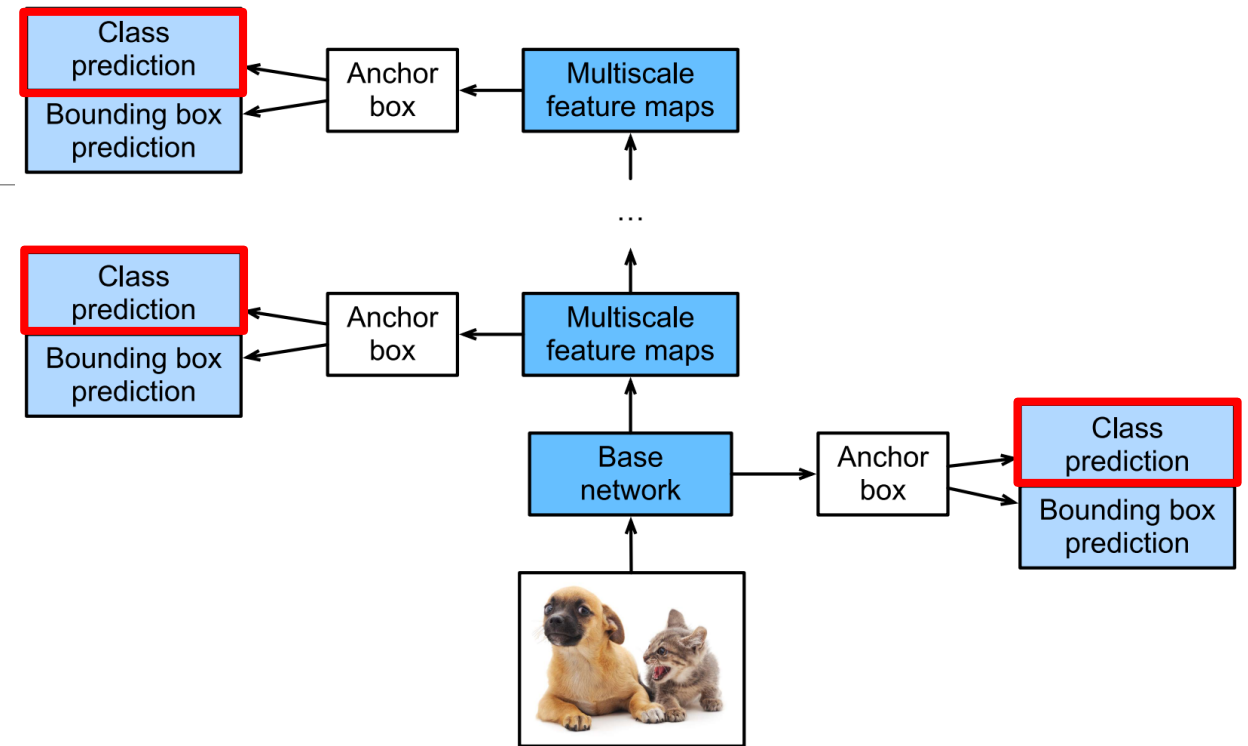 Class
prediction
Bounding box
prediction
Anchor
box
Multiscale
feature maps
...
Class
prediction
Bounding box
prediction
Anchor
box
Multiscale
feature maps
Base
network
Anchor
box
Class
prediction
Bounding box
prediction